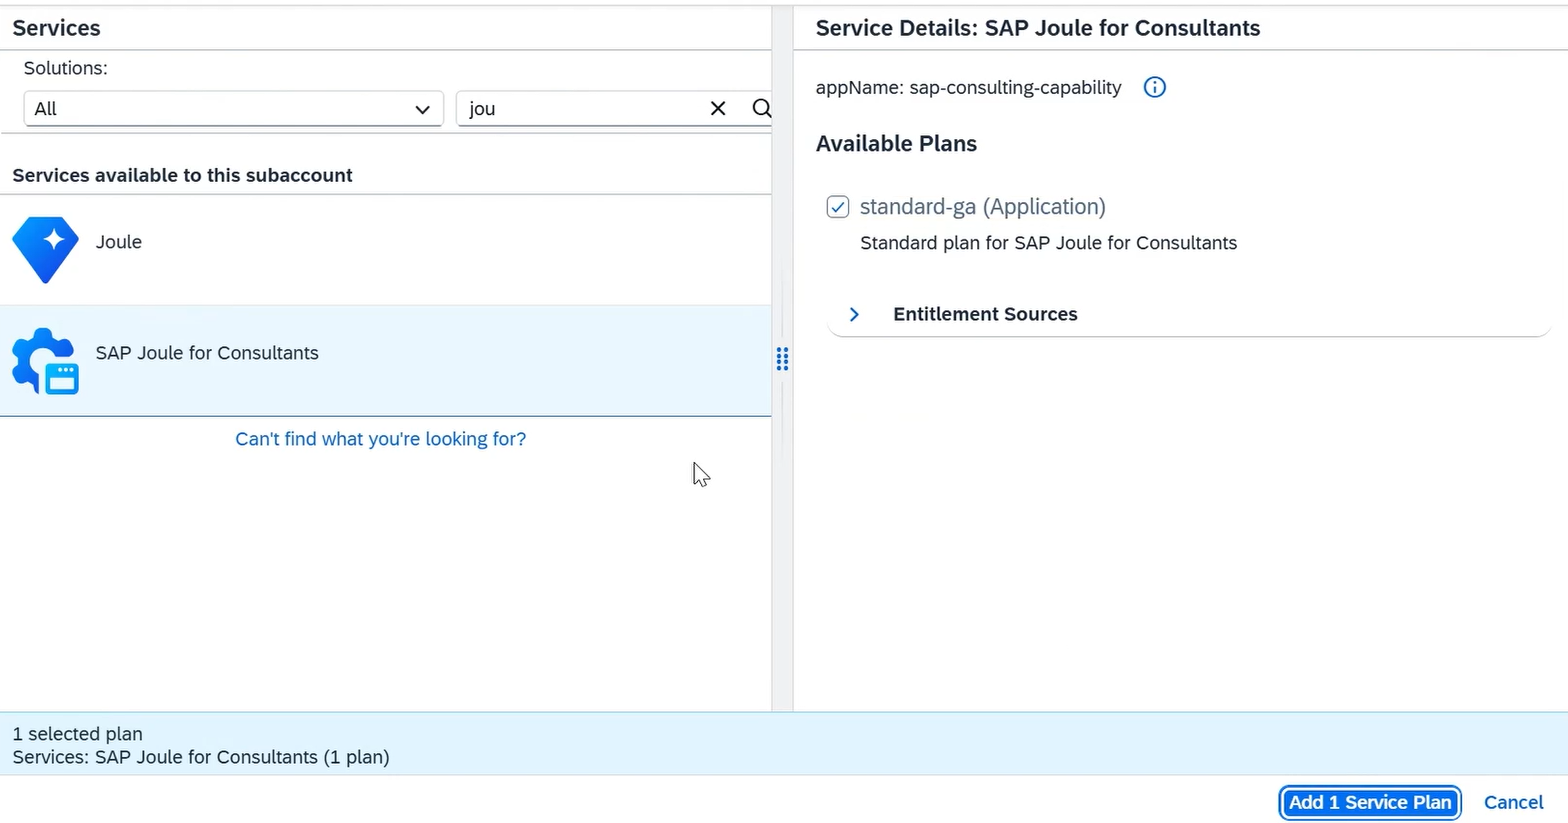 Services
Solutions:
All
jou
Services available to this subaccount
Joule
SAP Joule for Consultants
Can't find what you're looking for?
Service Details: SAP Joule for Consultants
appName: sap-consulting-capability
Available Plans
standard-ga (Application)
Standard plan for SAP Joule for Consultants
Entitlement Sources
1 selected plan
Services: SAP Joule for Consultants (1 plan)
Add 1 Service Plan
Cancel